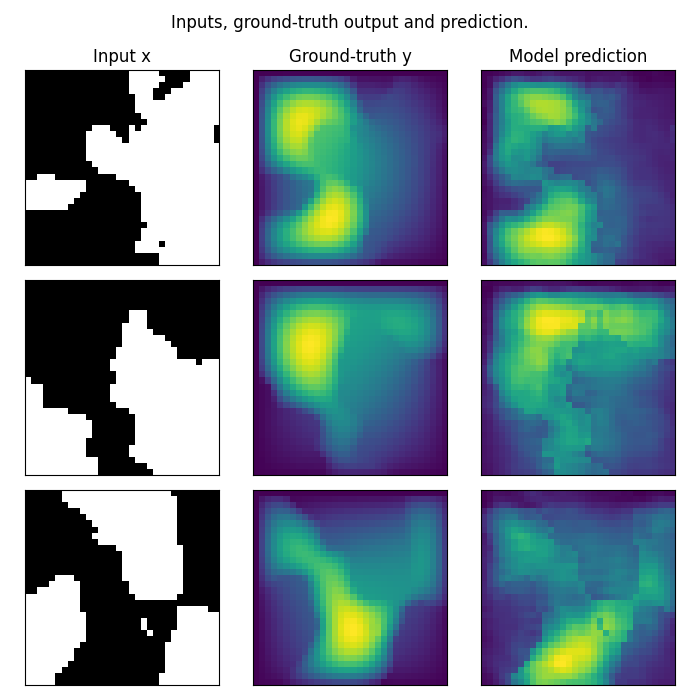 Inputs, ground-truth output and prediction.
Input x
Ground-truth y
Model prediction